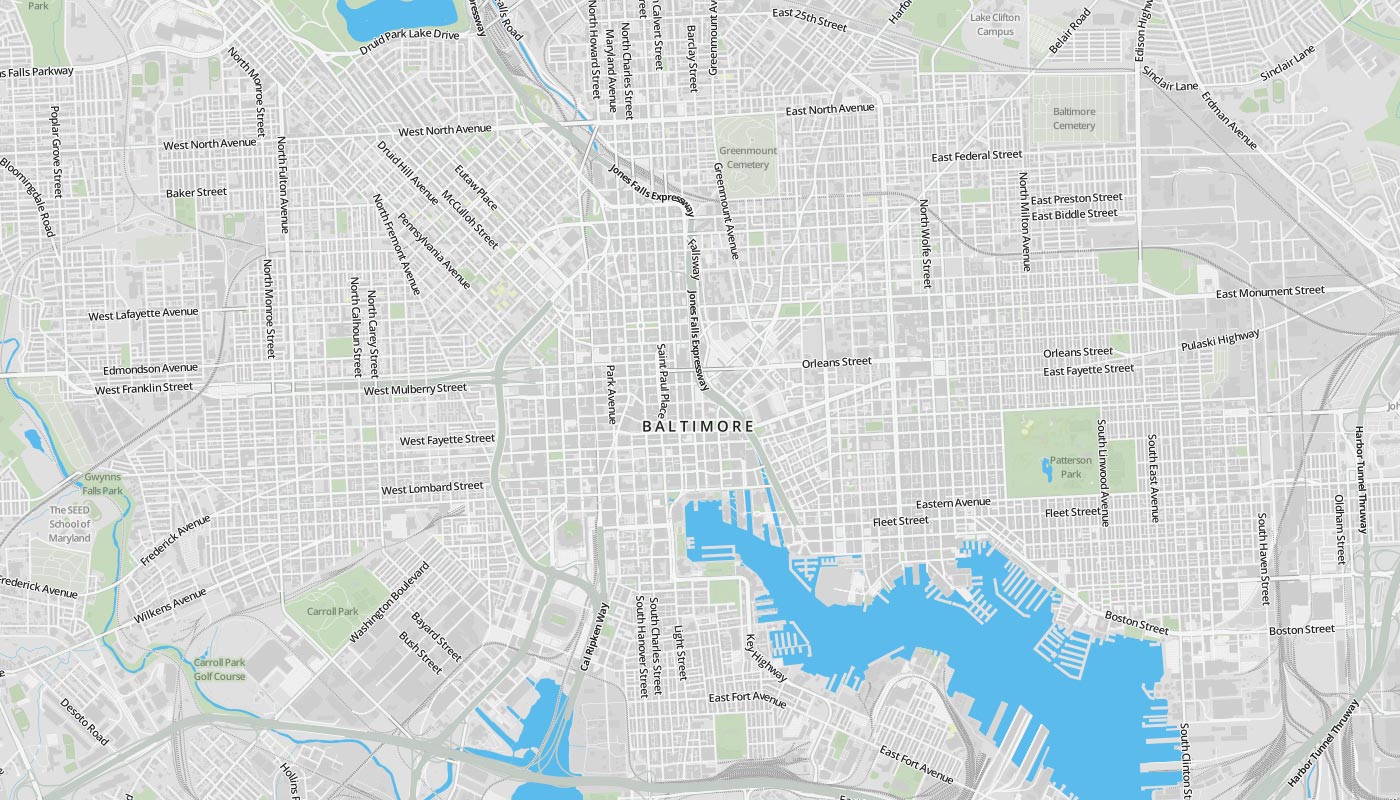 Park
Druid Park Lake Drive
Falls Road
North Howard Street
Maryland Avenue
North Charles Street
Barclay Street
East 25th Street
Lake Clifton
Campus
Belair Road
Sinclair Lane
Sinclair Lane
Erdman Avenue
s Falls Parkway
North Monroe Street
Poplar Grove Street
West North Avenue
West North Avenue
East North Avenue
Baltimore
Cemetery
Greenmount
Cemetery
East Federal Street
North Fulton Avenue
Druid Hill Avenue
Eutaw Place
McCulloh Street
Bloomingdale Road
Baker Street
Jones Falls Expressway
Greenmount Avenue
North Wolfe Street
North Milton Avenue
East Preston Street
East Biddle Street
North Fremont Avenue
Pennsylvania Avenue
Fallsway
North Monroe Street
North Calhoun Street
North Carey Street
West Lafayette Avenue
East Monument Street
Jones Falls Expressway
Saint Paul Place
Pulaski Highway
Edmondson Avenue
West Franklin Street
West Mulberry Street
Park Avenue
Orleans Street
Orleans Street
East Fayette Street
BALTIMORE
West Fayette Street
Patterson
Park
South Linwood Avenue
South East Avenue
Harbor Tunnel Thruway
Gwynns
Falls Park
West Lombard Street
Eastern Avenue
Fleet Street
Fleet Street
Oldham Street
South Haven Street
The SEED
School of
Maryland
Frederick Avenue
Frederick Avenue
Wilkens Avenue
Carroll Park
Washington Boulevard
Bayard Street
Bush Street
Cal Ripken Way
South Hanover Street
South Charles Street
Light Street
Key Highway
Boston Street
Boston Street
Carroll Park
Golf Course
East Fort Avenue
East Fort Avenue
Desoto Road
South Clinton St
Harbor Tunnel Thruway